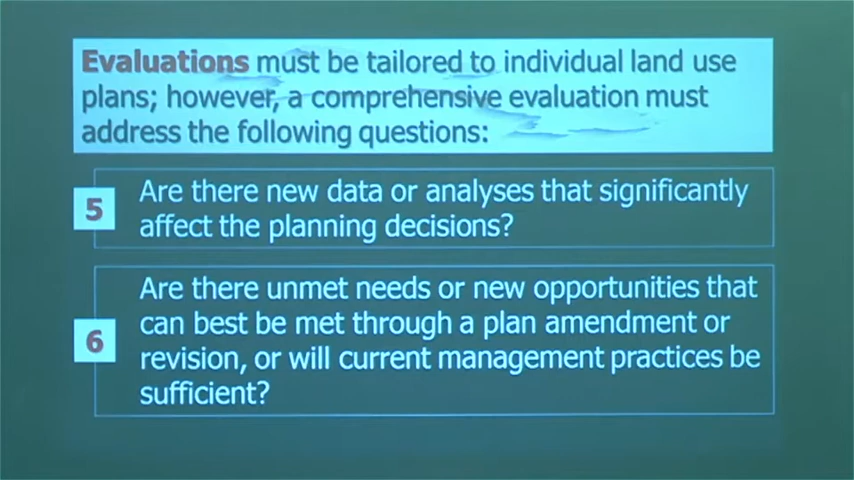 Evaluations must be tailored to individual land use
plans; however, a comprehensive evaluation must
address the following questions:
5
Are there new data or analyses that significantly
affect the planning decisions?
6
Are there unmet needs or new opportunities that
can best be met through a plan amendment or
revision, or will current management practices be
sufficient?